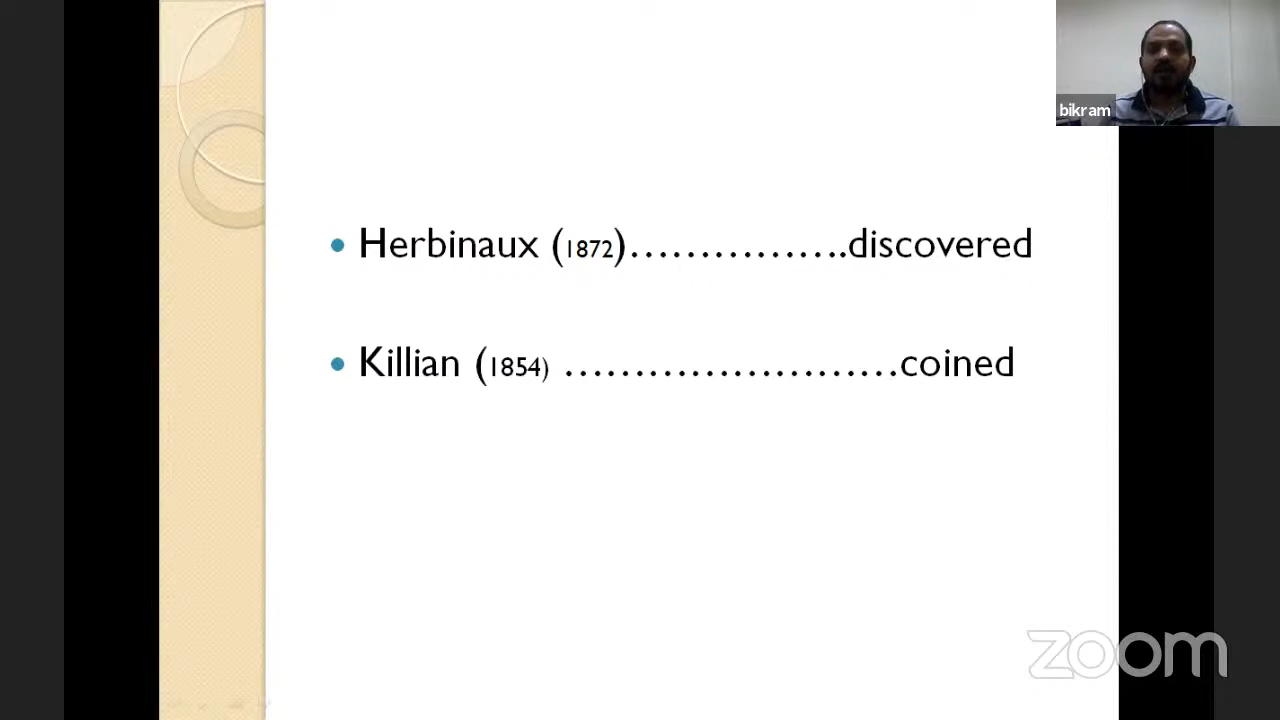 bikram
• Herbinaux (1872)…………….discovered
• Killian (1854) ……………………coined
zoom